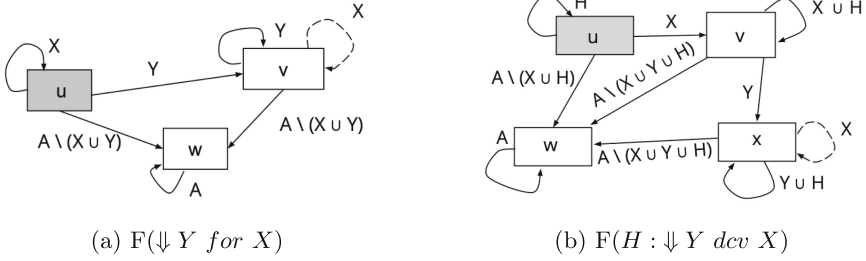 X
u
Y
Y
v
X
A \ (X ∪ Y)
A \ (X ∪ Y)
w
A
(a) F(⇓ Y for X)
H
u
X
v
X ∪ H
A \ (X ∪ H)
A \ (X ∪ Y ∪ H)
Y
A
w
A \ (X ∪ Y ∪ H)
x
X
Y ∪ H
(b) F(H : ⇓ Y dcv X)